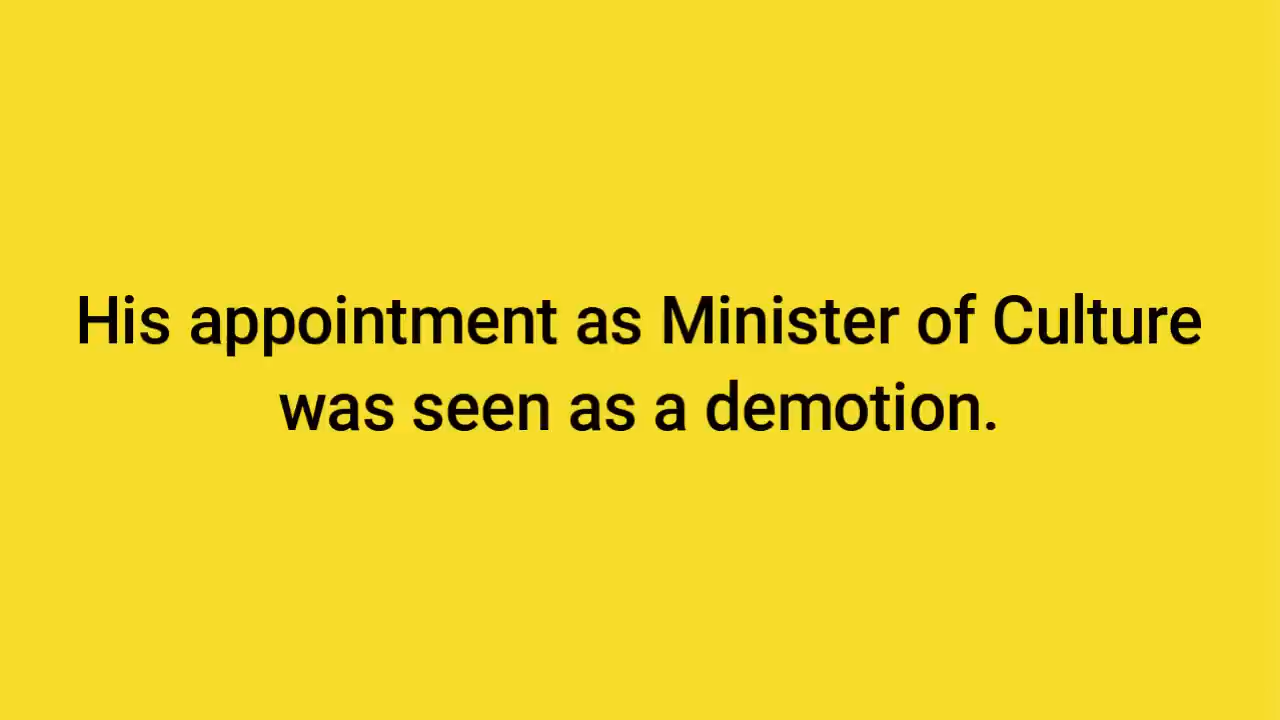 His appointment as Minister of Culture
was seen as a demotion.